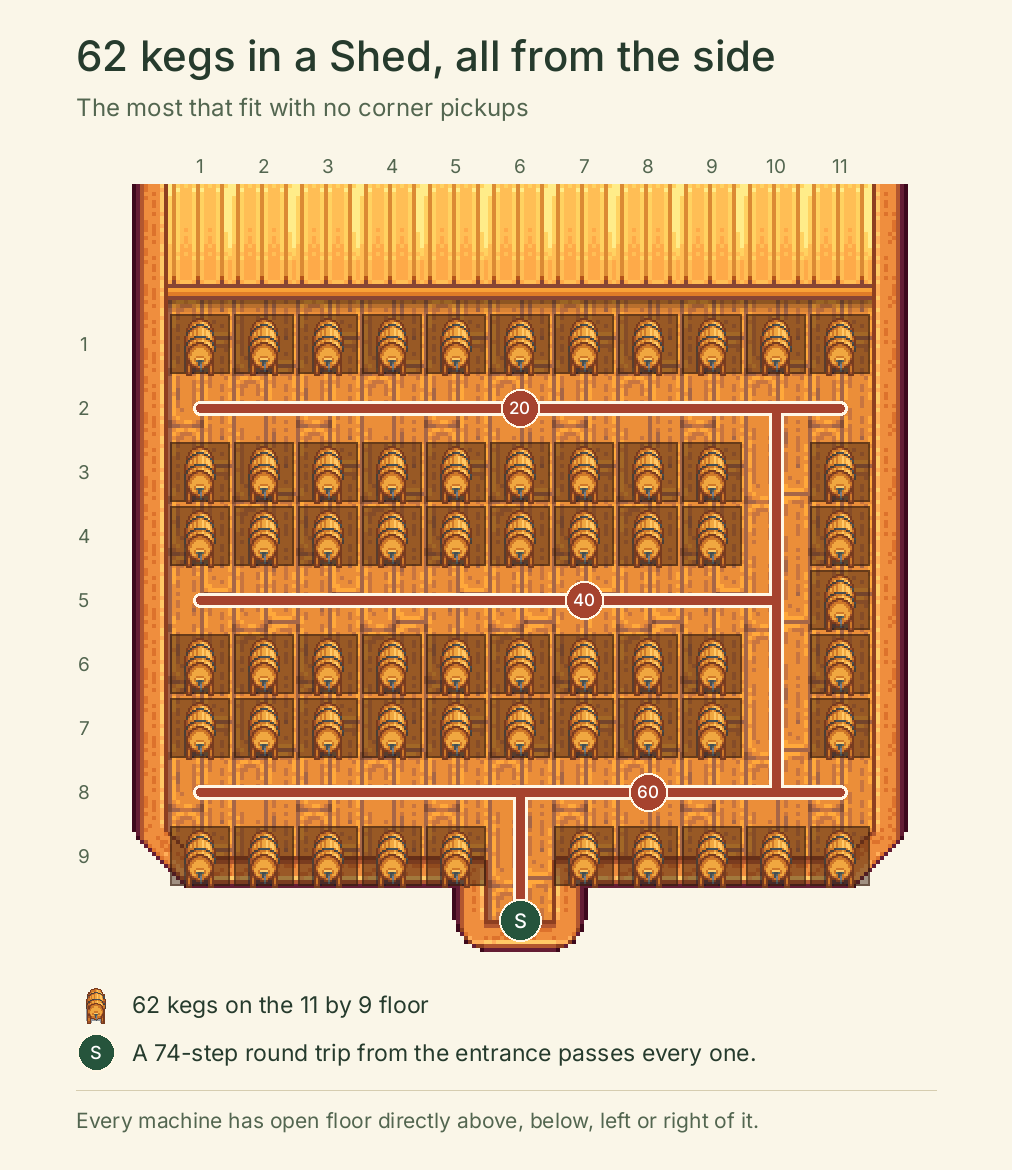 62 kegs in a Shed, all from the side
The most that fit with no corner pickups
1 2 3 4 5 6 7 8 9 10 11
1
2
20
3
4
5
40
6
7
8
60
9
S
62 kegs on the 11 by 9 floor
S A 74-step round trip from the entrance passes every one.
Every machine has open floor directly above, below, left or right of it.